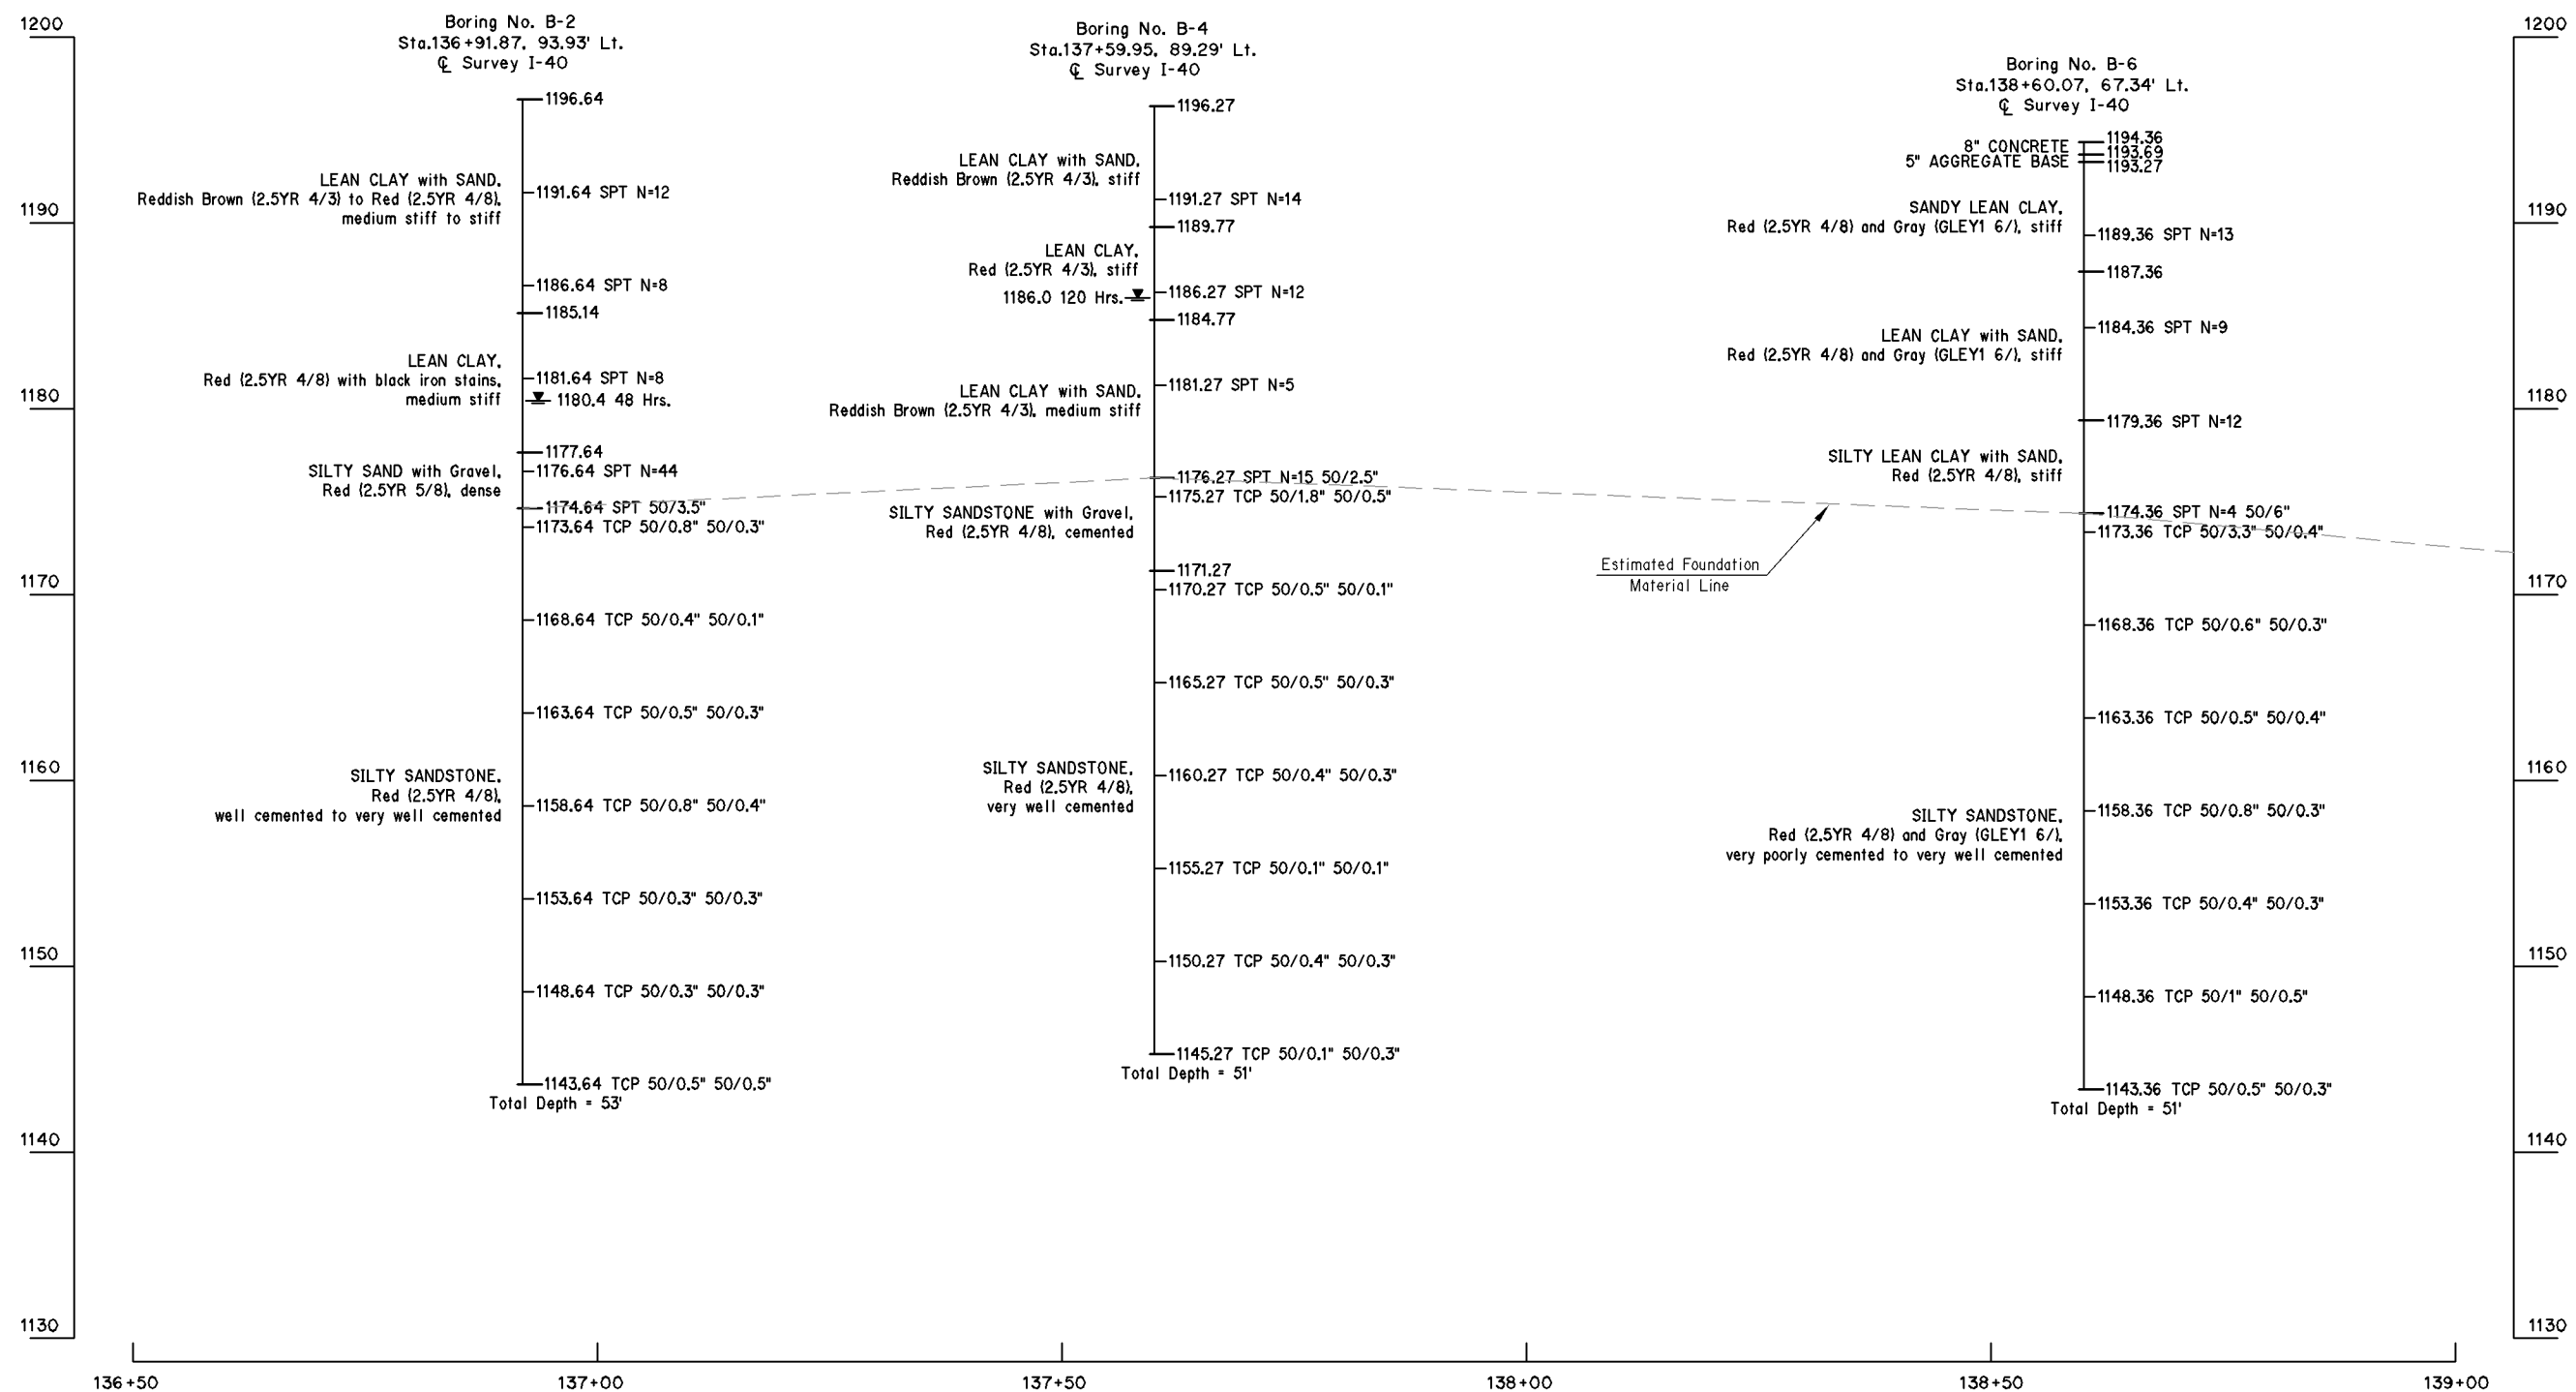 1200
1190
1180
1170
1160
1150
1140
1130
Boring No. B-2
Sta.136+91.87, 93.93' Lt.
℄ Survey I-40
1196.64
LEAN CLAY with SAND,
Reddish Brown (2.5YR 4/3) to Red (2.5YR 4/8),
medium stiff to stiff
1191.64 SPT N=12
1186.64 SPT N=8
1185.14
LEAN CLAY,
Red (2.5YR 4/8) with black iron stains,
medium stiff
1181.64 SPT N=8
1180.4 48 Hrs.
1177.64
SILTY SAND with Gravel,
Red (2.5YR 5/8), dense
1176.64 SPT N=44
1174.64 SPT 50/3.5"
1173.64 TCP 50/0.8" 50/0.3"
1168.64 TCP 50/0.4" 50/0.1"
1163.64 TCP 50/0.5" 50/0.3"
SILTY SANDSTONE,
Red (2.5YR 4/8),
well cemented to very well cemented
1158.64 TCP 50/0.8" 50/0.4"
1153.64 TCP 50/0.3" 50/0.3"
1148.64 TCP 50/0.3" 50/0.3"
1143.64 TCP 50/0.5" 50/0.5"
Total Depth = 53'
Boring No. B-4
Sta.137+59.95, 89.29' Lt.
℄ Survey I-40
1196.27
LEAN CLAY with SAND,
Reddish Brown (2.5YR 4/3), stiff
1191.27 SPT N=14
1189.77
LEAN CLAY,
Red (2.5YR 4/3), stiff
1186.0 120 Hrs.
1186.27 SPT N=12
1184.77
LEAN CLAY with SAND,
Reddish Brown (2.5YR 4/3), medium stiff
1181.27 SPT N=5
1176.27 SPT N=15 50/2.5"
1175.27 TCP 50/1.8" 50/0.5"
SILTY SANDSTONE with Gravel,
Red (2.5YR 4/8), cemented
1171.27
1170.27 TCP 50/0.5" 50/0.1"
1165.27 TCP 50/0.5" 50/0.3"
SILTY SANDSTONE,
Red (2.5YR 4/8),
very well cemented
1160.27 TCP 50/0.4" 50/0.3"
1155.27 TCP 50/0.1" 50/0.1"
1150.27 TCP 50/0.4" 50/0.3"
1145.27 TCP 50/0.1" 50/0.3"
Total Depth = 51'
Estimated Foundation
Material Line
Boring No. B-6
Sta.138+60.07, 67.34' Lt.
℄ Survey I-40
1194.36
8" CONCRETE
1193.69
5" AGGREGATE BASE
1193.27
SANDY LEAN CLAY,
Red (2.5YR 4/8) and Gray (GLEY1 6/), stiff
1189.36 SPT N=13
1187.36
LEAN CLAY with SAND,
Red (2.5YR 4/8) and Gray (GLEY1 6/), stiff
1184.36 SPT N=9
1179.36 SPT N=12
SILTY LEAN CLAY with SAND,
Red (2.5YR 4/8), stiff
1174.36 SPT N=4 50/6"
1173.36 TCP 50/3.3" 50/0.4"
1168.36 TCP 50/0.6" 50/0.3"
1163.36 TCP 50/0.5" 50/0.4"
SILTY SANDSTONE,
Red (2.5YR 4/8) and Gray (GLEY1 6/),
very poorly cemented to very well cemented
1158.36 TCP 50/0.8" 50/0.3"
1153.36 TCP 50/0.4" 50/0.3"
1148.36 TCP 50/1" 50/0.5"
1143.36 TCP 50/0.5" 50/0.3"
Total Depth = 51'
1200
1190
1180
1170
1160
1150
1140
1130
136+50
137+00
137+50
138+00
138+50
139+00